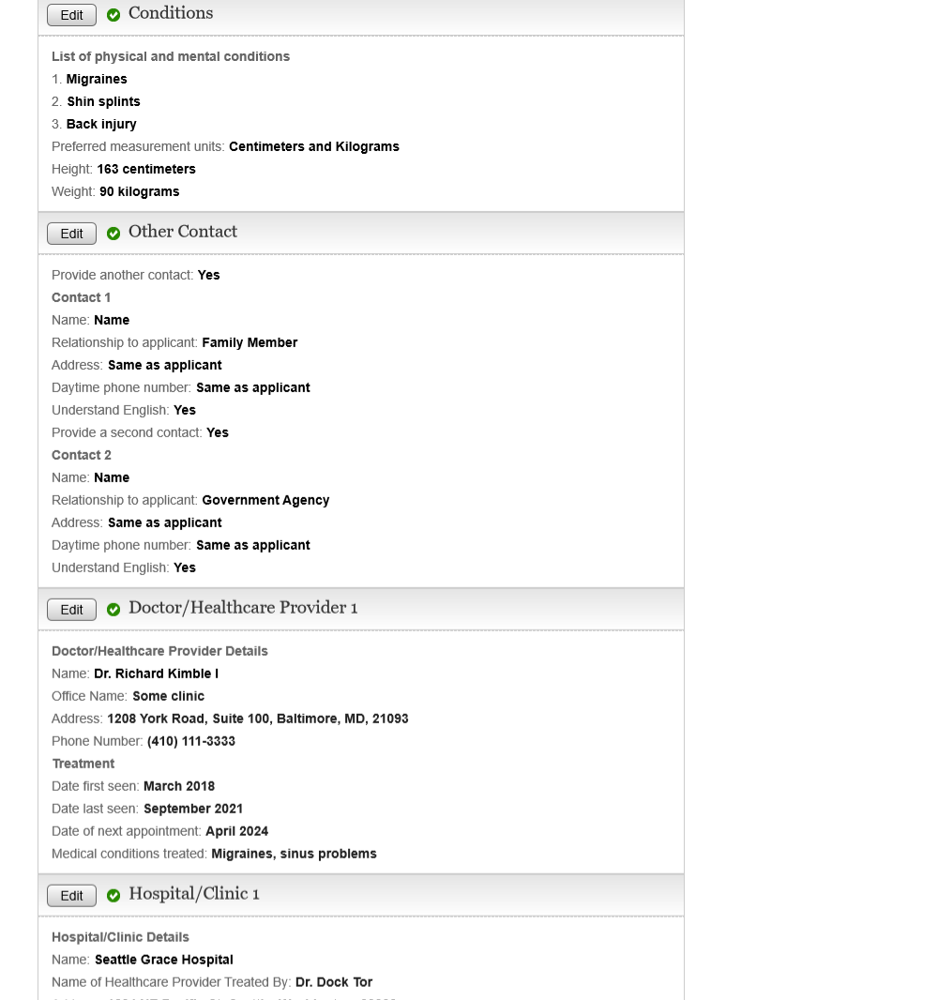 Edit Conditions
List of physical and mental conditions
1. Migraines
2. Shin splints
3. Back injury
Preferred measurement units: Centimeters and Kilograms
Height: 163 centimeters
Weight: 90 kilograms
Edit Other Contact
Provide another contact: Yes
Contact 1
Name: Name
Relationship to applicant: Family Member
Address: Same as applicant
Daytime phone number: Same as applicant
Understand English: Yes
Provide a second contact: Yes
Contact 2
Name: Name
Relationship to applicant: Government Agency
Address: Same as applicant
Daytime phone number: Same as applicant
Understand English: Yes
Edit Doctor/Healthcare Provider 1
Doctor/Healthcare Provider Details
Name: Dr. Richard Kimble I
Office Name: Some clinic
Address: 1208 York Road, Suite 100, Baltimore, MD, 21093
Phone Number: (410) 111-3333
Treatment
Date first seen: March 2018
Date last seen: September 2021
Date of next appointment: April 2024
Medical conditions treated: Migraines, sinus problems
Edit Hospital/Clinic 1
Hospital/Clinic Details
Name: Seattle Grace Hospital
Name of Healthcare Provider Treated By: Dr. Dock Tor